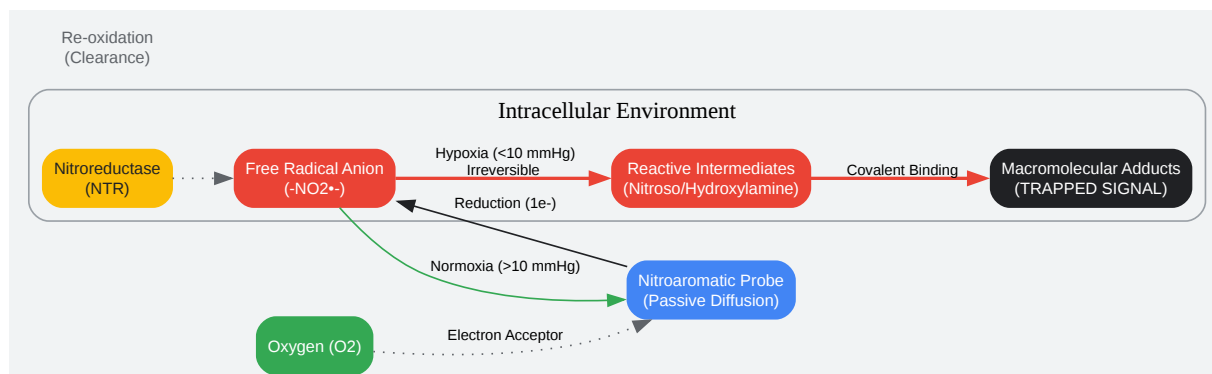 Re-oxidation
(Clearance)
Intracellular Environment
Nitroreductase
(NTR)
Free Radical Anion
(-NO2•-)
Hypoxia (<10 mmHg)
Irreversible
Reactive Intermediates
(Nitroso/Hydroxylamine)
Covalent Binding
Macromolecular Adducts
(TRAPPED SIGNAL)
Reduction (1e-)
Normoxia (>10 mmHg)
Nitroaromatic Probe
(Passive Diffusion)
Electron Acceptor
Oxygen (O2)